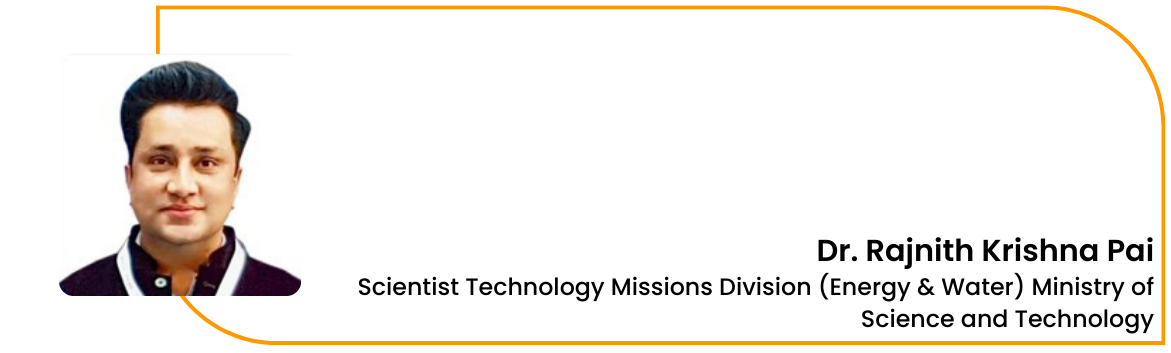 Dr. Rajnith Krishna Pai
Scientist Technology Missions Division (Energy & Water) Ministry of
Science and Technology